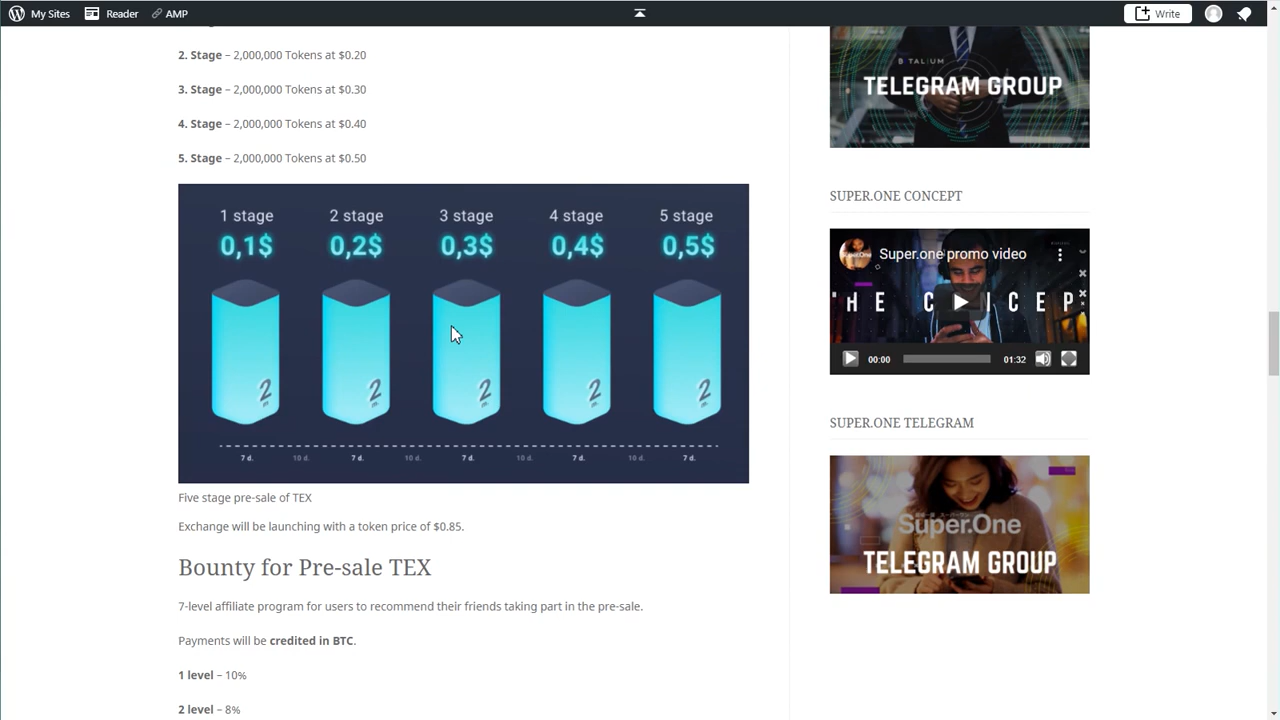 My Sites
Reader
AMP
Write
2. Stage – 2,000,000 Tokens at $0.20
3. Stage – 2,000,000 Tokens at $0.30
4. Stage – 2,000,000 Tokens at $0.40
5. Stage – 2,000,000 Tokens at $0.50
1 stage 2 stage 3 stage 4 stage 5 stage
0,1$ 0,2$ 0,3$ 0,4$ 0,5$
2 2 2 2 2
7 d. 10 d. 7 d. 10 d. 7 d. 10 d. 7 d. 10 d. 7 d.
Five stage pre-sale of TEX
Exchange will be launching with a token price of $0.85.
Bounty for Pre-sale TEX
7-level affiliate program for users to recommend their friends taking part in the pre-sale.
Payments will be credited in BTC.
1 level – 10%
2 level – 8%
TALIUM
TELEGRAM GROUP
SUPER.ONE CONCEPT
Super.one promo video
00:00 01:32
SUPER.ONE TELEGRAM
Super.One
TELEGRAM GROUP